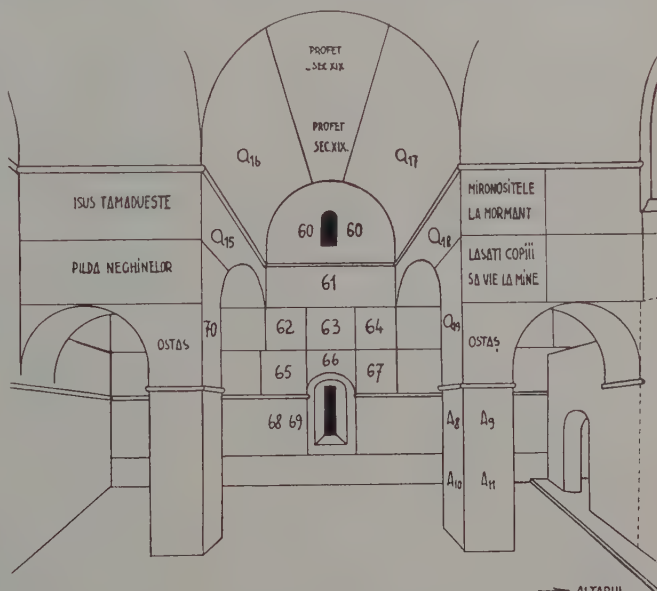 PROFET
SEC XIX
PROFET
SEC.XIX.
Q16
Q17
ISUS TAMADUESTE
MIRONOSITELE
LA MORMANT
60 60
Q15
Q18
PILDA NEGHINELOR
LASATI COPIII
SA VIE LA MINE
61
OSTAS
70
62 63 64
Q19
OSTAȘ
65 66 67
68 69
A8 A9
A10 A11
ALTARUL